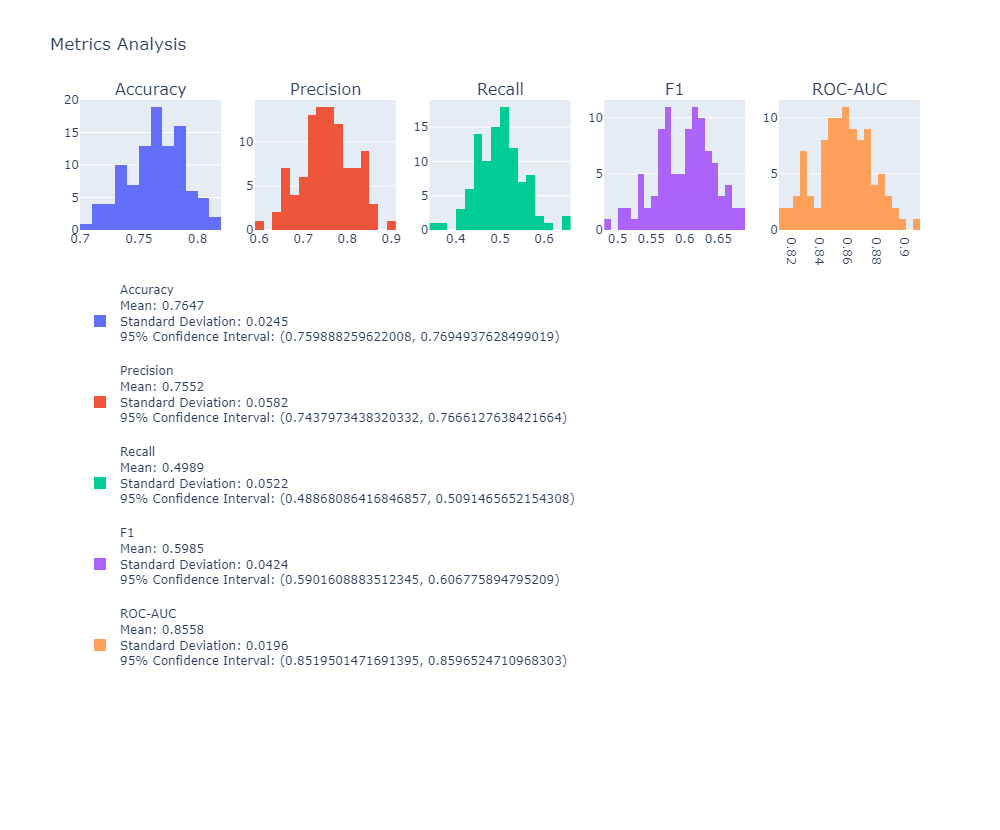 Metrics Analysis
Accuracy Precision Recall F1 ROC-AUC
20
15
10
5
0
0.7 0.75 0.8
10
5
0
0.6 0.7 0.8 0.9
15
10
5
0
0.4 0.5 0.6
10
5
0
0.5 0.55 0.6 0.65
10
5
0
0.82 0.84 0.86 0.88 0.9
Accuracy
Mean: 0.7647
Standard Deviation: 0.0245
95% Confidence Interval: (0.759888259622008, 0.7694937628499019)
Precision
Mean: 0.7552
Standard Deviation: 0.0582
95% Confidence Interval: (0.7437973438320332, 0.7666127638421664)
Recall
Mean: 0.4989
Standard Deviation: 0.0522
95% Confidence Interval: (0.48868086416846857, 0.5091465652154308)
F1
Mean: 0.5985
Standard Deviation: 0.0424
95% Confidence Interval: (0.5901608883512345, 0.606775894795209)
ROC-AUC
Mean: 0.8558
Standard Deviation: 0.0196
95% Confidence Interval: (0.8519501471691395, 0.8596524710968303)